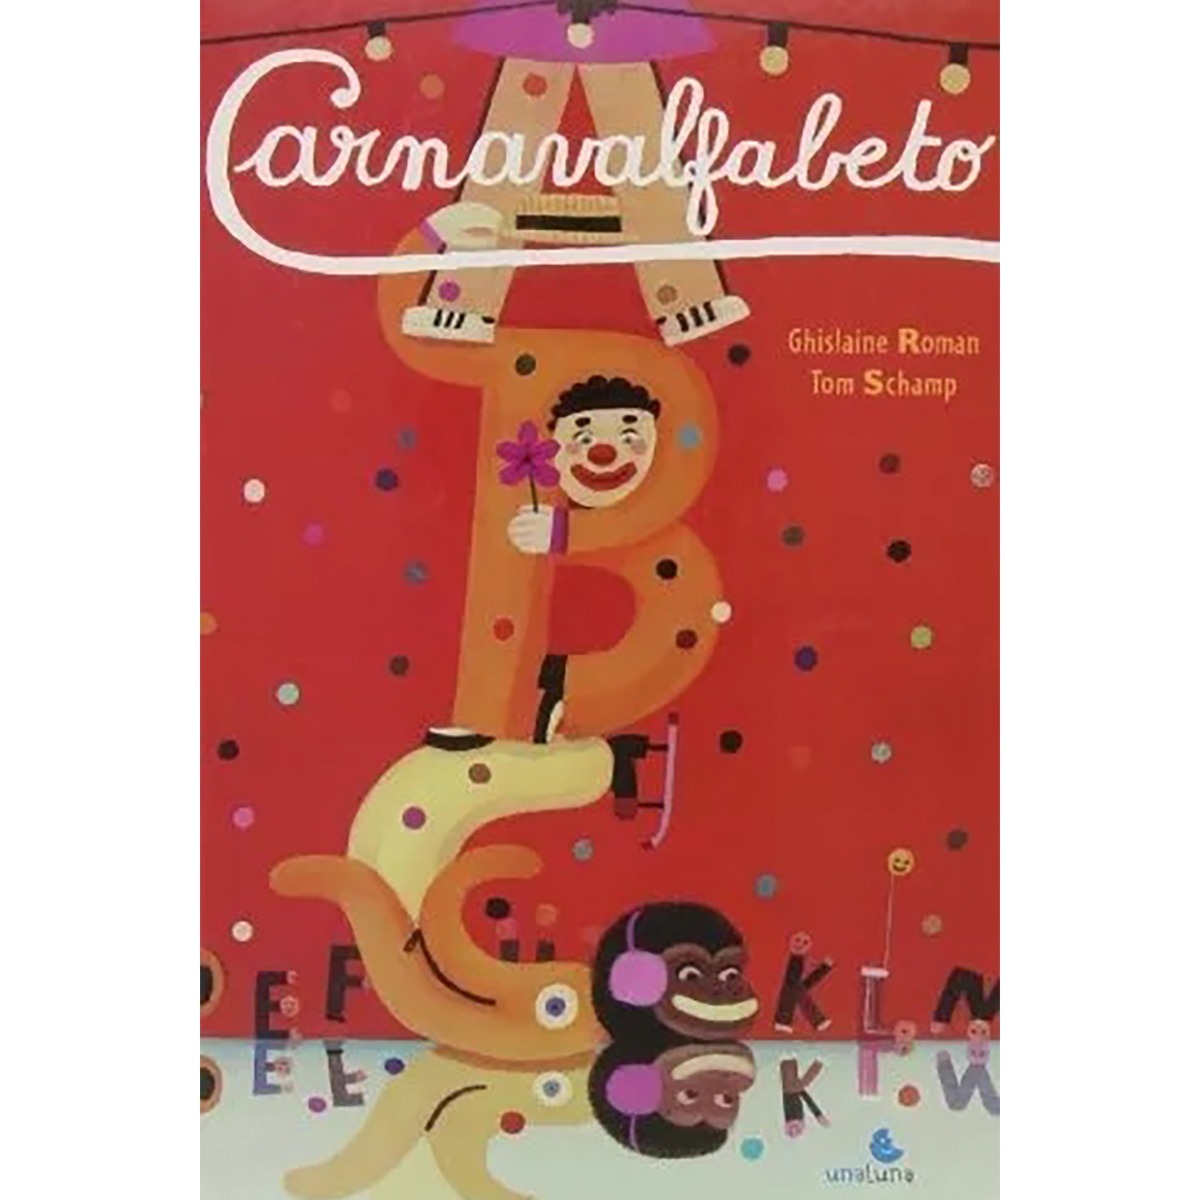 Carnavalfabeto
Ghislaine Roman
Tom Schamp
A
B
C
D E F K L N
unaLuna